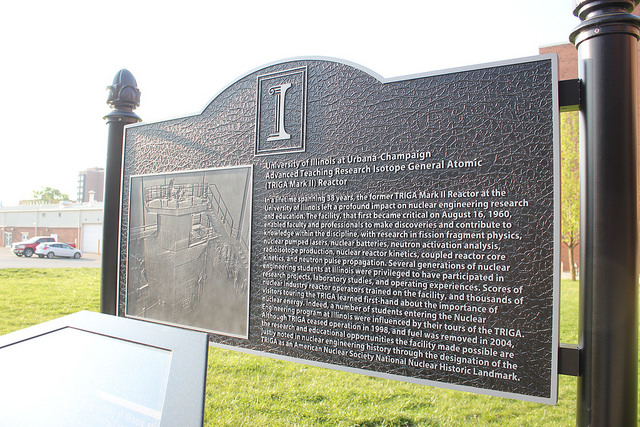 I
University of Illinois at Urbana-Champaign
Advanced Teaching Research Isotope General Atomic
(TRIGA Mark II) Reactor
In a lifetime spanning 38 years, the former TRIGA Mark II Reactor at the
University of Illinois left a profound impact on nuclear engineering research
and education. The facility, that first became critical on August 16, 1960,
enabled faculty and professionals to make discoveries and contribute to
knowledge within the discipline, with research in fission fragment physics,
nuclear pumped lasers, nuclear batteries, neutron activation analysis,
radioisotope production, nuclear reactor kinetics, coupled reactor core
kinetics, and neutron pulse propagation. Several generations of nuclear
engineering students at Illinois were privileged to have participated in
research projects, laboratory studies, and operating experiences. Scores of
nuclear industry reactor operators trained on the facility, and thousands of
visitors touring the TRIGA learned first-hand about the importance of
nuclear energy. Indeed, a number of students entering the Nuclear
Engineering program at Illinois were influenced by their tours of the TRIGA.
Although TRIGA ceased operation in 1998, and fuel was removed in 2004,
the research and educational opportunities the facility made possible are
aptly noted in nuclear engineering history through the designation of the
TRIGA as an American Nuclear Society National Nuclear Historic Landmark.